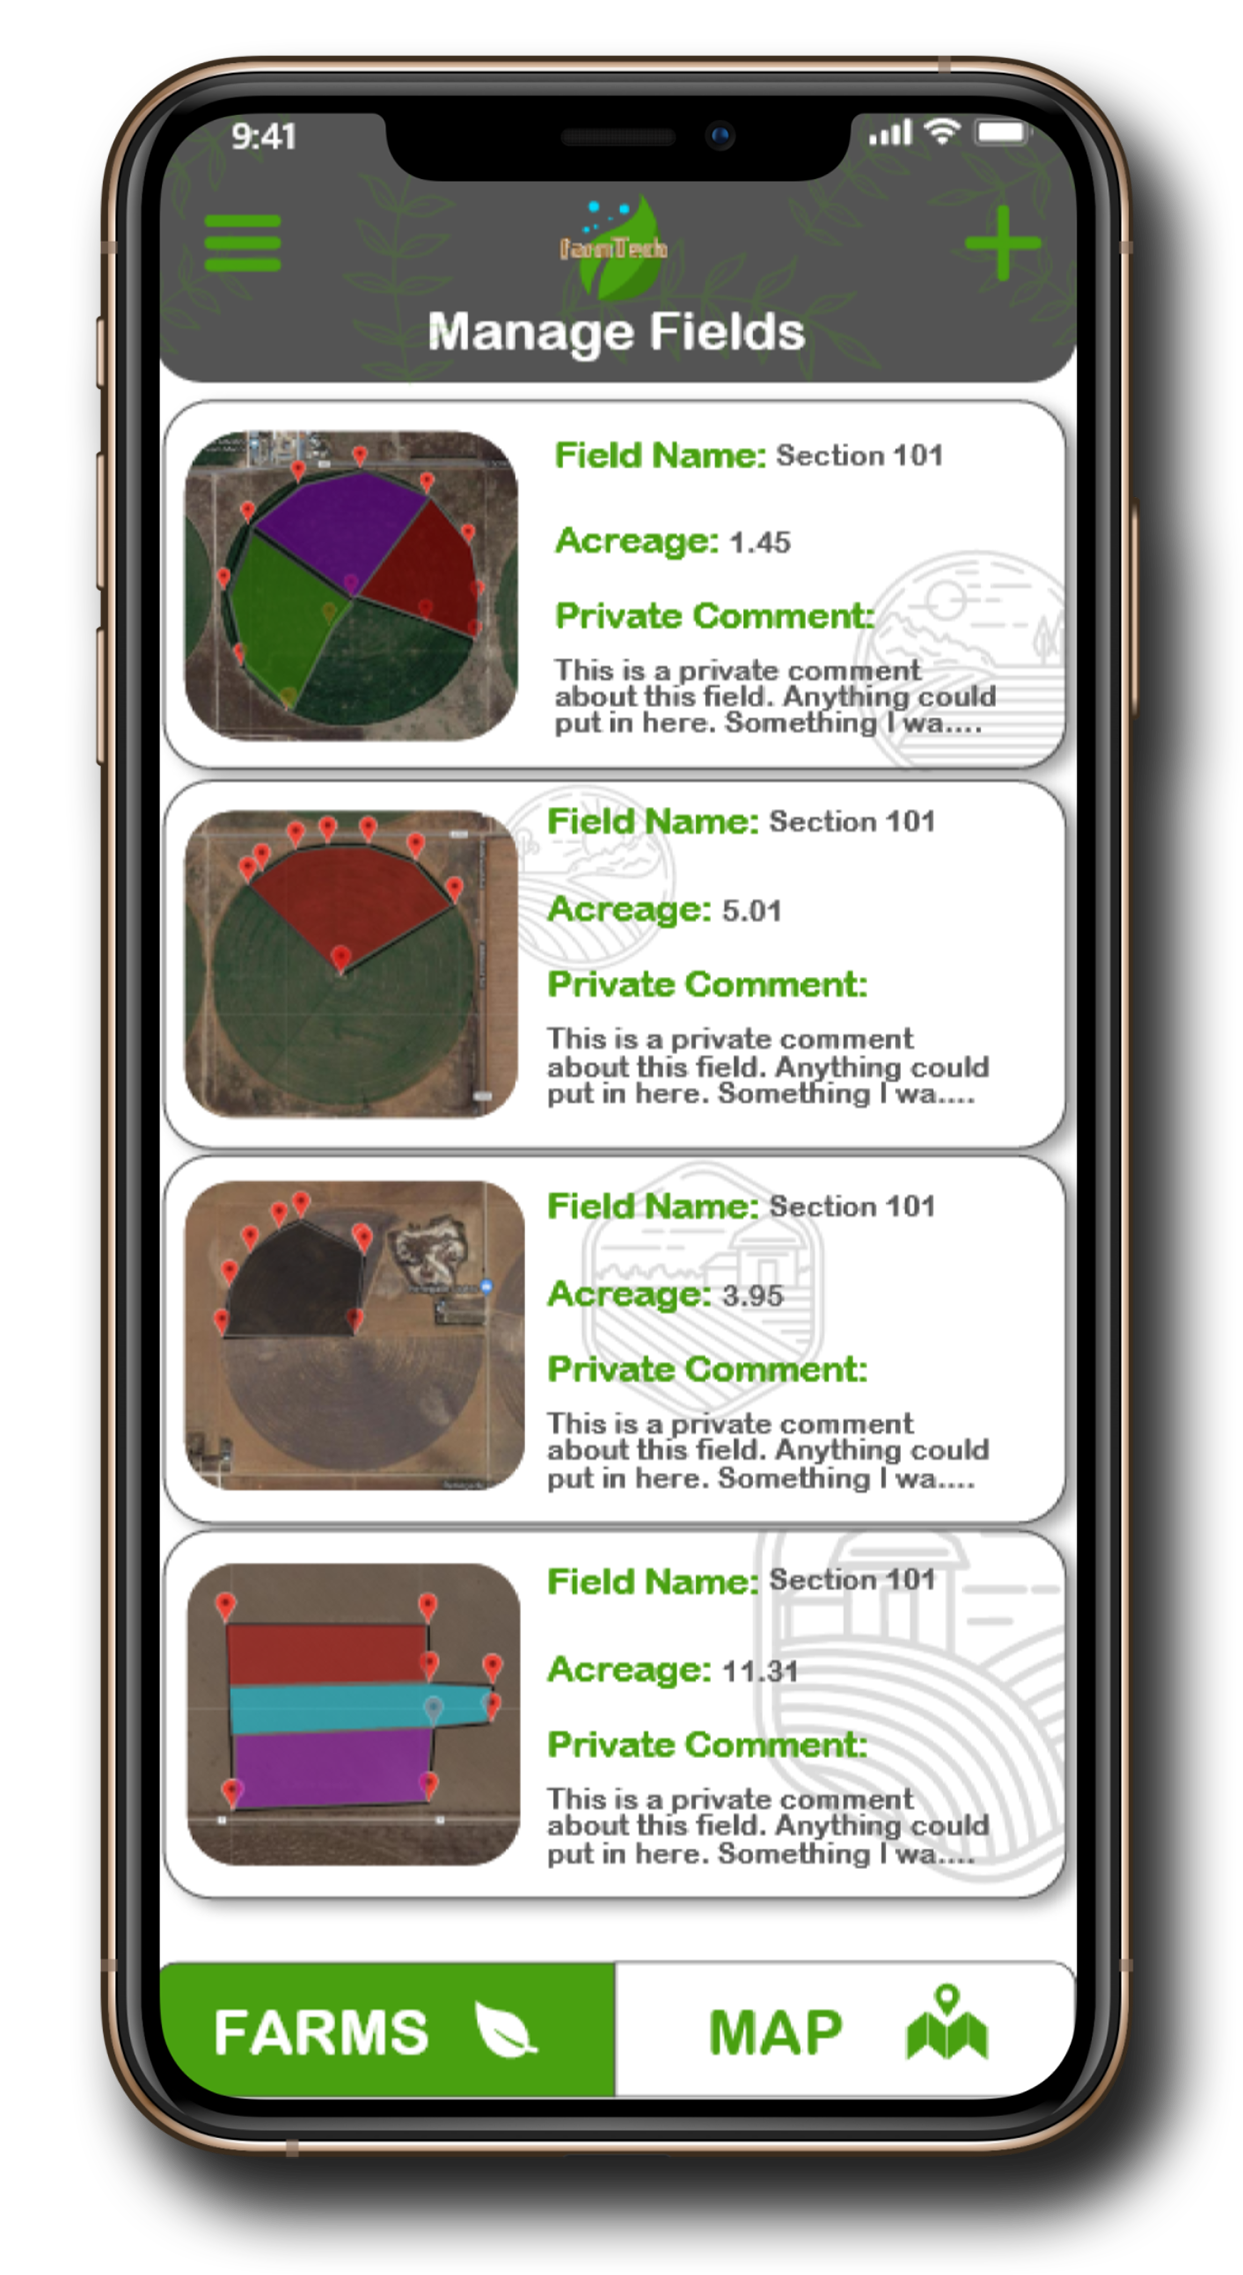 9:41
farmTech
Manage Fields
Field Name: Section 101
Acreage: 1.45
Private Comment:
This is a private comment
about this field. Anything could
put in here. Something I wa....
Field Name: Section 101
Acreage: 5.01
Private Comment:
This is a private comment
about this field. Anything could
put in here. Something I wa....
Field Name: Section 101
Acreage: 3.95
Private Comment:
This is a private comment
about this field. Anything could
put in here. Something I wa....
Field Name: Section 101
Acreage: 11.31
Private Comment:
This is a private comment
about this field. Anything could
put in here. Something I wa....
FARMS
MAP